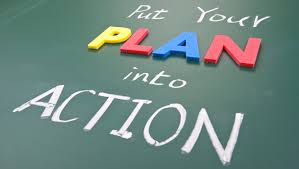 Put Your
PLAN
into
ACTION